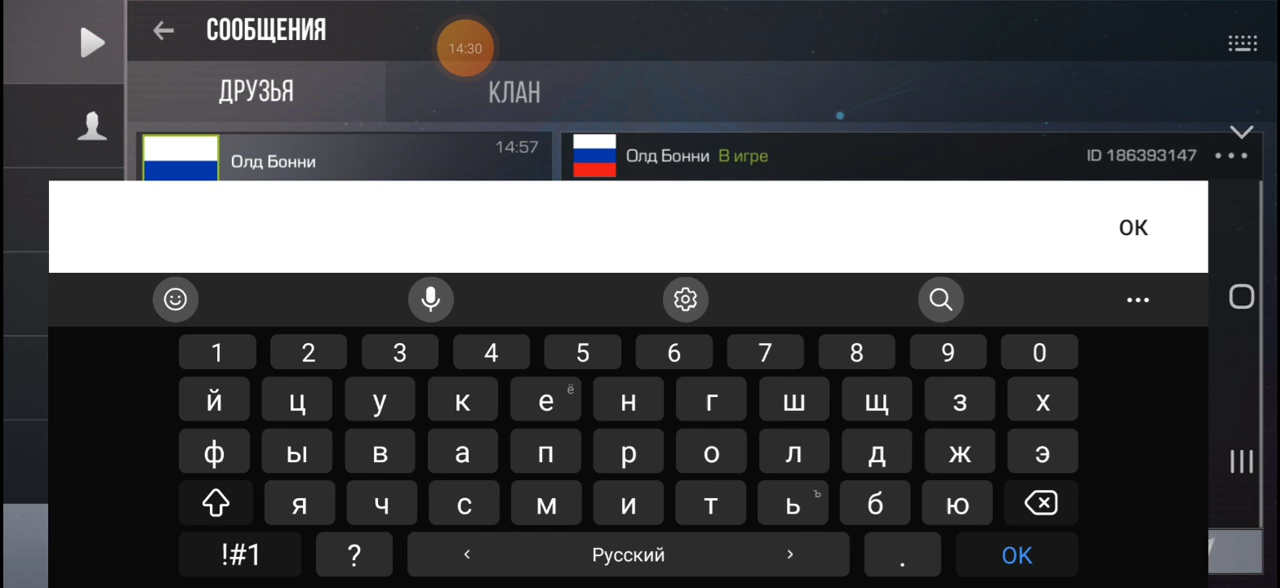 СООБЩЕНИЯ
14:30
ДРУЗЬЯ КЛАН
Олд Бонни 14:57
Олд Бонни В игре ID 186393147
ОК
1 2 3 4 5 6 7 8 9 0
й ц у к е ё н г ш щ з х
ф ы в а п р о л д ж э
я ч с м и т ь ъ б ю
!#1 ? < Русский > . ОК